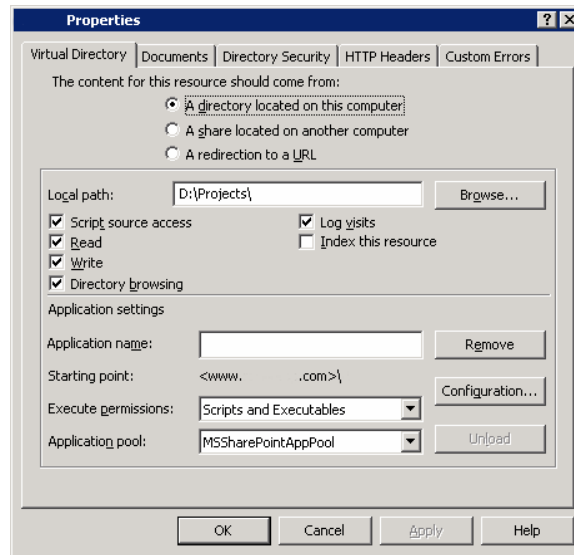 Properties
Virtual Directory Documents Directory Security HTTP Headers Custom Errors
The content for this resource should come from:
A directory located on this computer
A share located on another computer
A redirection to a URL
Local path: D:\Projects\ Browse...
Script source access Log visits
Read Index this resource
Write
Directory browsing
Application settings
Application name: Remove
Starting point: <www. .com>\
Configuration...
Execute permissions: Scripts and Executables
Application pool: MSSharePointAppPool Unload
OK Cancel Apply Help